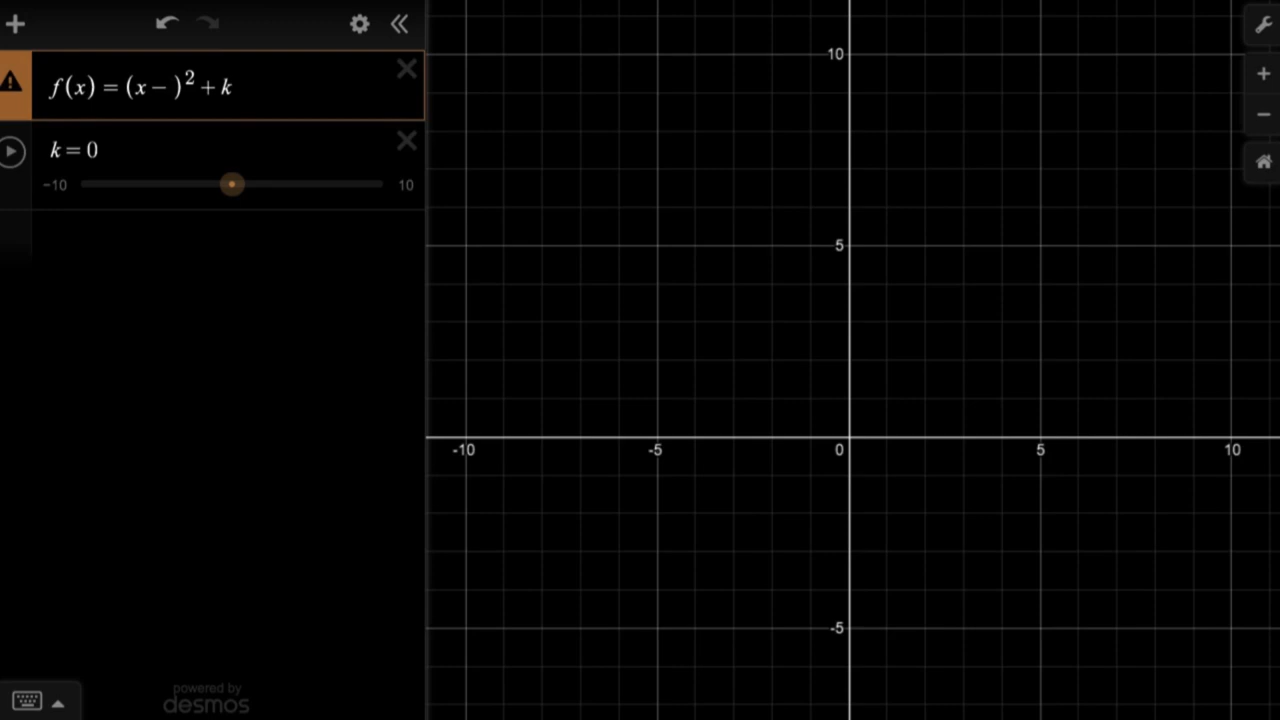 f(x) = (x − )² + k
k = 0
−10 10
10
5
-10 -5 0 5 10
-5
powered by
desmos